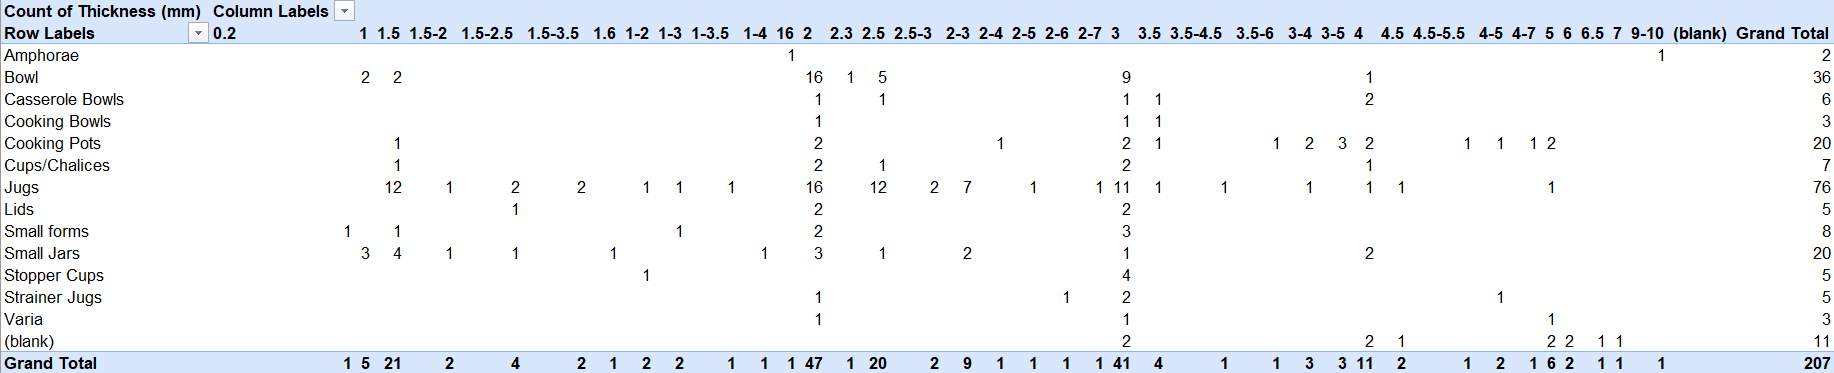 Count of Thickness (mm) Column Labels
Row Labels 0.2 1 1.5 1.5-2 1.5-2.5 1.5-3.5 1.6 1-2 1-3 1-3.5 1-4 16 2 2.3 2.5 2.5-3 2-3 2-4 2-5 2-6 2-7 3 3.5 3.5-4.5 3.5-6 3-4 3-5 4 4.5 4.5-5.5 4-5 4-7 5 6 6.5 7 9-10 (blank) Grand Total
Amphorae 1 1 2
Bowl 2 2 16 1 5 9 1 36
Casserole Bowls 1 1 1 1 2 6
Cooking Bowls 1 1 1 3
Cooking Pots 1 2 1 2 1 1 2 3 2 1 1 1 2 20
Cups/Chalices 1 2 1 2 1 7
Jugs 12 1 2 2 1 1 1 16 12 2 7 1 1 11 1 1 1 1 1 1 76
Lids 1 2 2 5
Small forms 1 1 1 2 3 8
Small Jars 3 4 1 1 1 1 3 1 2 1 2 20
Stopper Cups 1 4 5
Strainer Jugs 1 1 2 1 5
Varia 1 1 1 3
(blank) 2 2 1 2 2 1 1 11
Grand Total 1 5 21 2 4 2 1 2 2 1 1 1 47 1 20 2 9 1 1 1 1 41 4 1 1 3 3 11 2 1 2 1 6 2 1 1 1 207